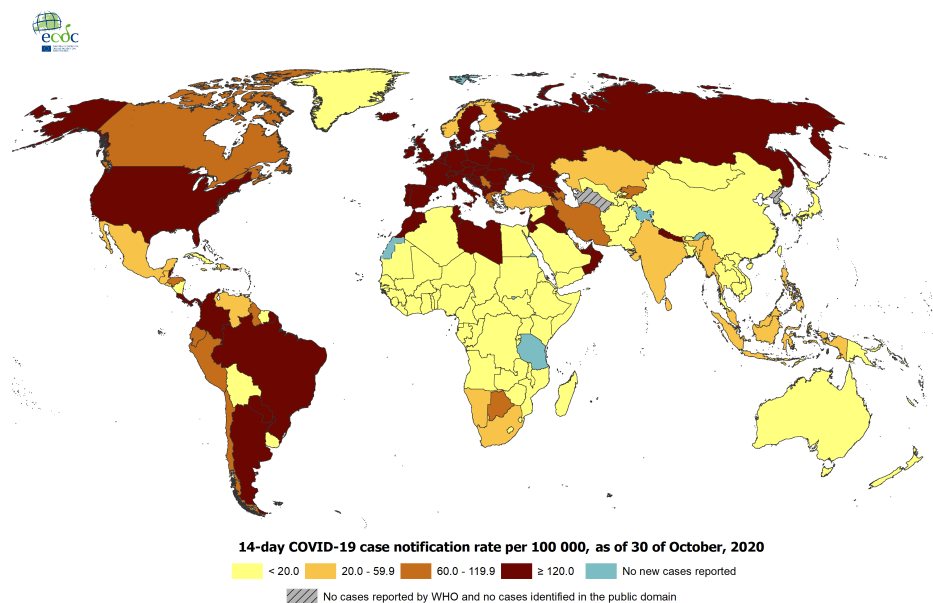 ecdc
14-day COVID-19 case notification rate per 100 000, as of 30 of October, 2020
< 20.0
20.0 - 59.9
60.0 - 119.9
≥ 120.0
No new cases reported
No cases reported by WHO and no cases identified in the public domain